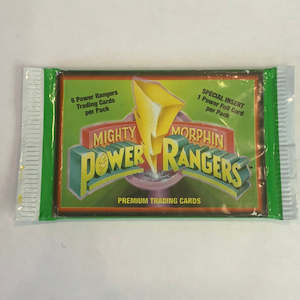 6 Power Rangers
Trading Cards
per Pack
SPECIAL INSERT
1 Power Foil Card
per Pack
MIGHTY MORPHIN
POWER RANGERS
PREMIUM TRADING CARDS